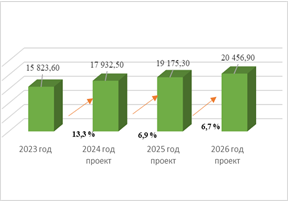 15 823,60
17 932,50
19 175,30
20 456,90
13,3 %
6,9 %
6,7 %
2023 год
2024 год
проект
2025 год
проект
2026 год
проект